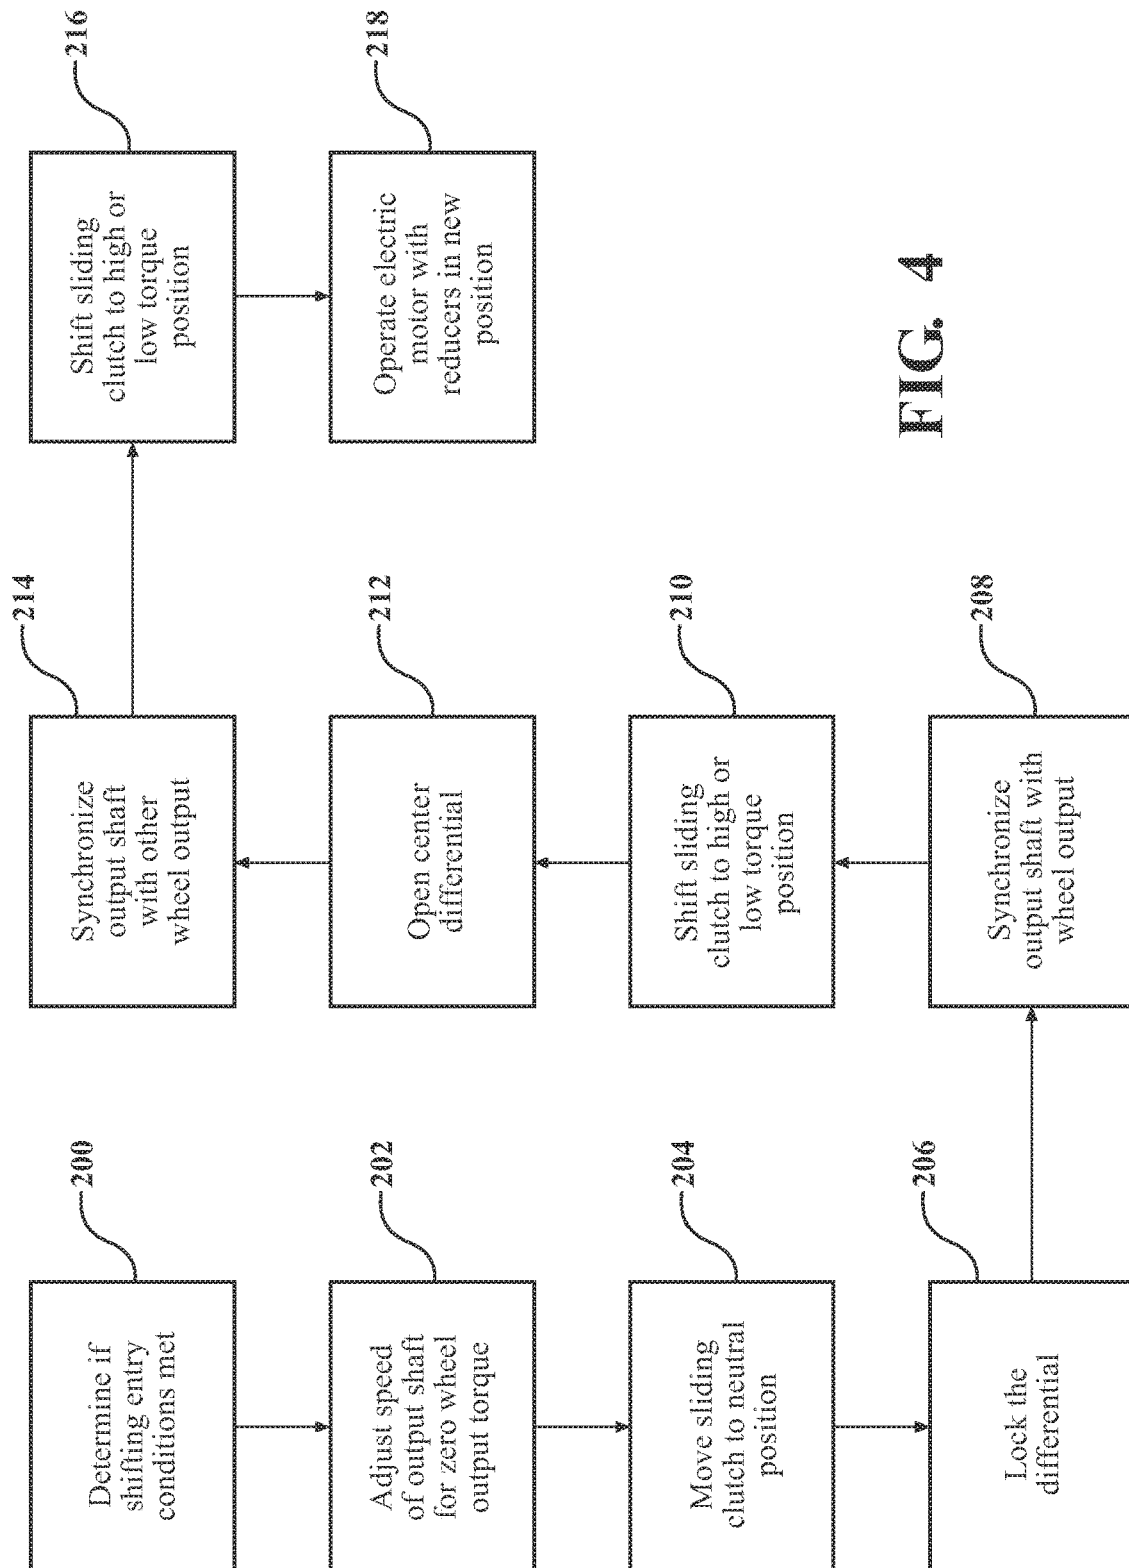 200
Determine if
shifting entry
conditions met
202
Adjust speed
of output shaft
for zero wheel
output torque
204
Move sliding
clutch to neutral
position
206
Lock the
differential
208
Synchronize
output shaft with
wheel output
210
Shift sliding
clutch to high or
low torque
position
212
Open center
differential
214
Synchronize
output shaft
with other
wheel output
216
Shift sliding
clutch to high or
low torque
position
218
Operate electric
motor with
reducers in new
position
FIG. 4